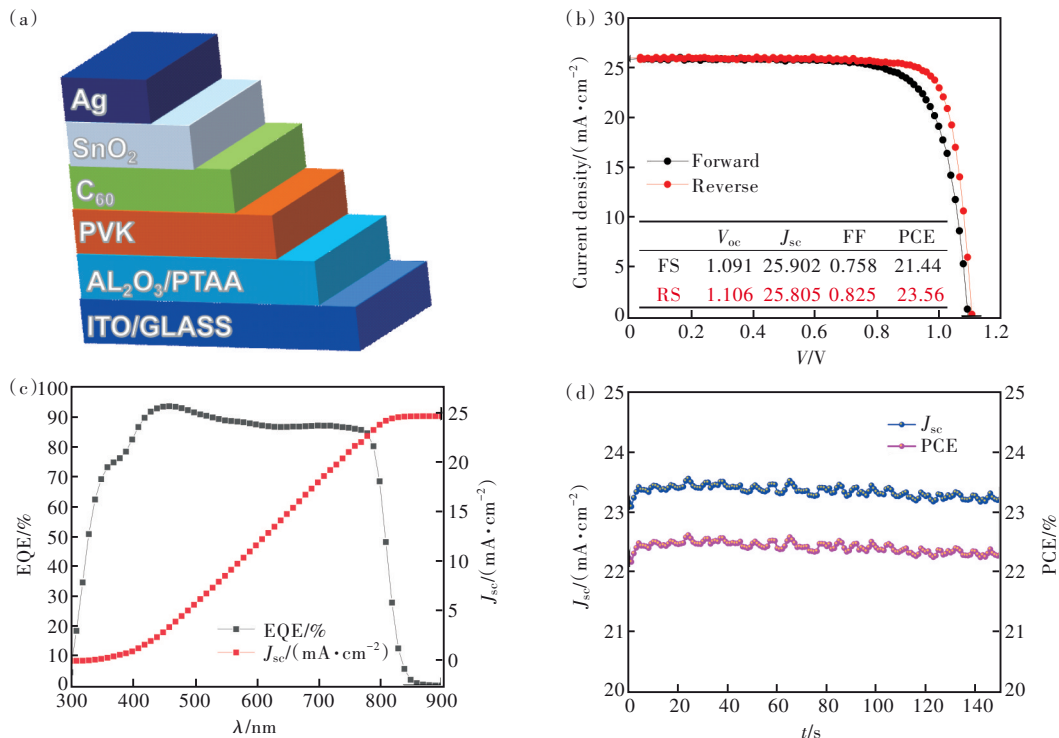 (a)
Ag
SnO₂
C₆₀
PVK
AL₂O₃/PTAA
ITO/GLASS
(b)
Current density/(mA·cm⁻²)
30
25
20
15
10
5
0
Forward
Reverse
Voc Jsc FF PCE
FS 1.091 25.902 0.758 21.44
RS 1.106 25.805 0.825 23.56
0 0.2 0.4 0.6 0.8 1.0 1.2
V/V
(c)
EQE/%
100
90
80
70
60
50
40
30
20
10
0
EQE/%
Jsc/(mA·cm⁻²)
25
20
15
10
5
0
Jsc/(mA·cm⁻²)
300 400 500 600 700 800 900
λ/nm
(d)
Jsc/(mA·cm⁻²)
25
24
23
22
21
20
Jsc
PCE
25
24
23
22
21
20
PCE/%
0 20 40 60 80 100 120 140
t/s